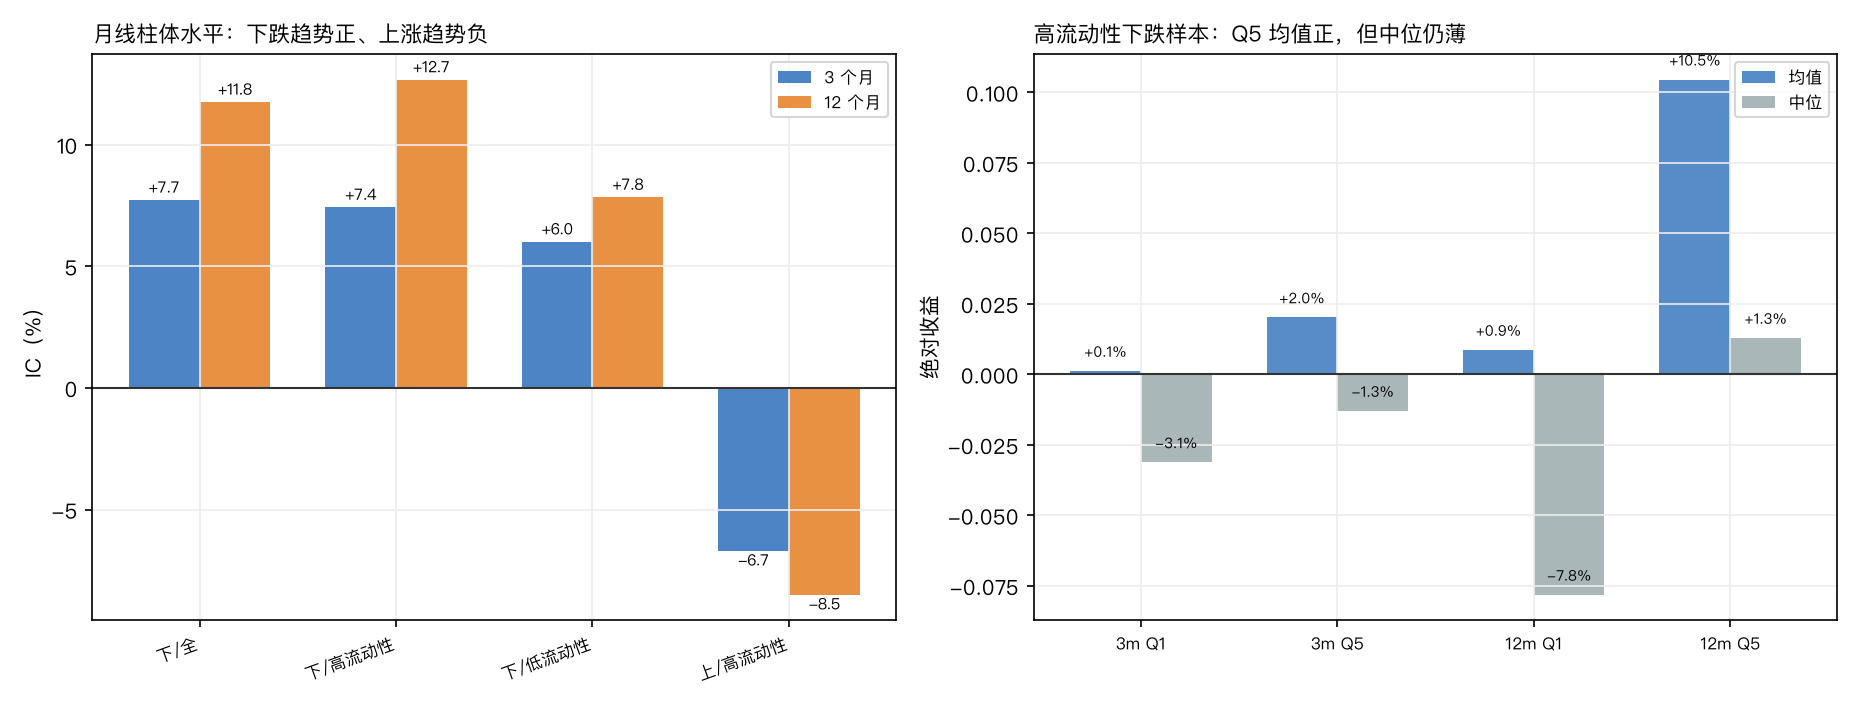 月线柱体水平：下跌趋势正、上涨趋势负
3 个月
12 个月
IC (%)
10
5
0
−5
+7.7
+11.8
+7.4
+12.7
+6.0
+7.8
−6.7
−8.5
下/全
下/高流动性
下/低流动性
上/高流动性
高流动性下跌样本：Q5 均值正，但中位仍薄
均值
中位
绝对收益
0.100
0.075
0.050
0.025
0.000
−0.025
−0.050
−0.075
+0.1%
−3.1%
+2.0%
−1.3%
+0.9%
−7.8%
+10.5%
+1.3%
3m Q1
3m Q5
12m Q1
12m Q5